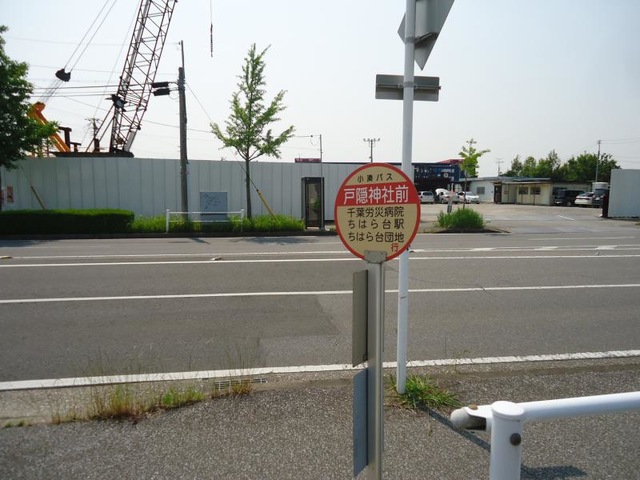 小湊バス
戸隠神社前
千葉労災病院
ちはら台駅
ちはら台団地
行